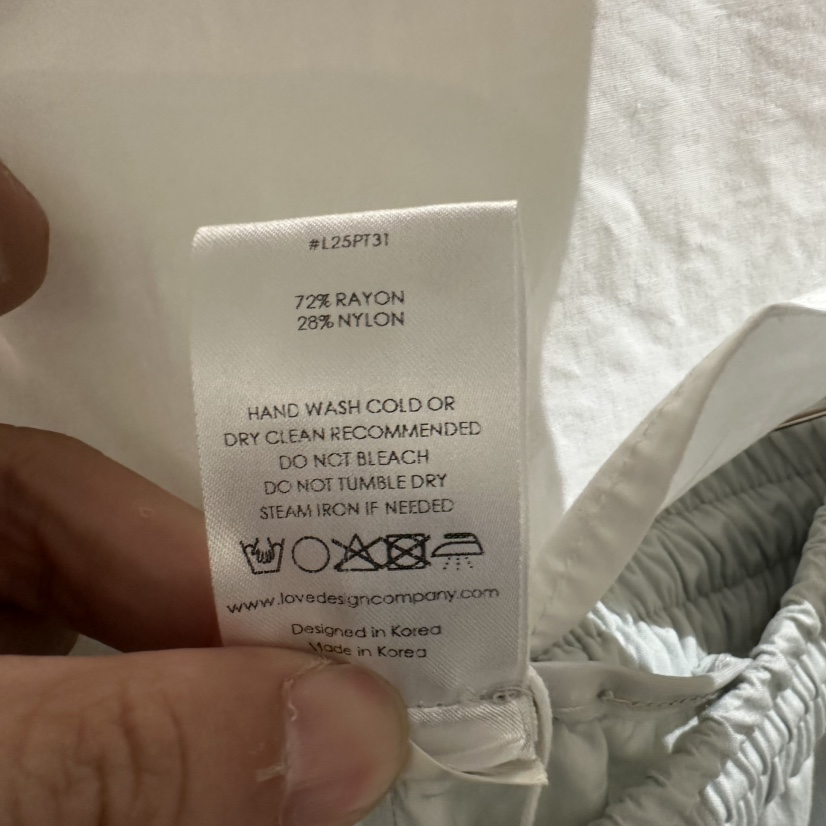 #L25PT31
72% RAYON
28% NYLON
HAND WASH COLD OR
DRY CLEAN RECOMMENDED
DO NOT BLEACH
DO NOT TUMBLE DRY
STEAM IRON IF NEEDED
www.lovedesigncompany.com
Designed in Korea
Made in Korea